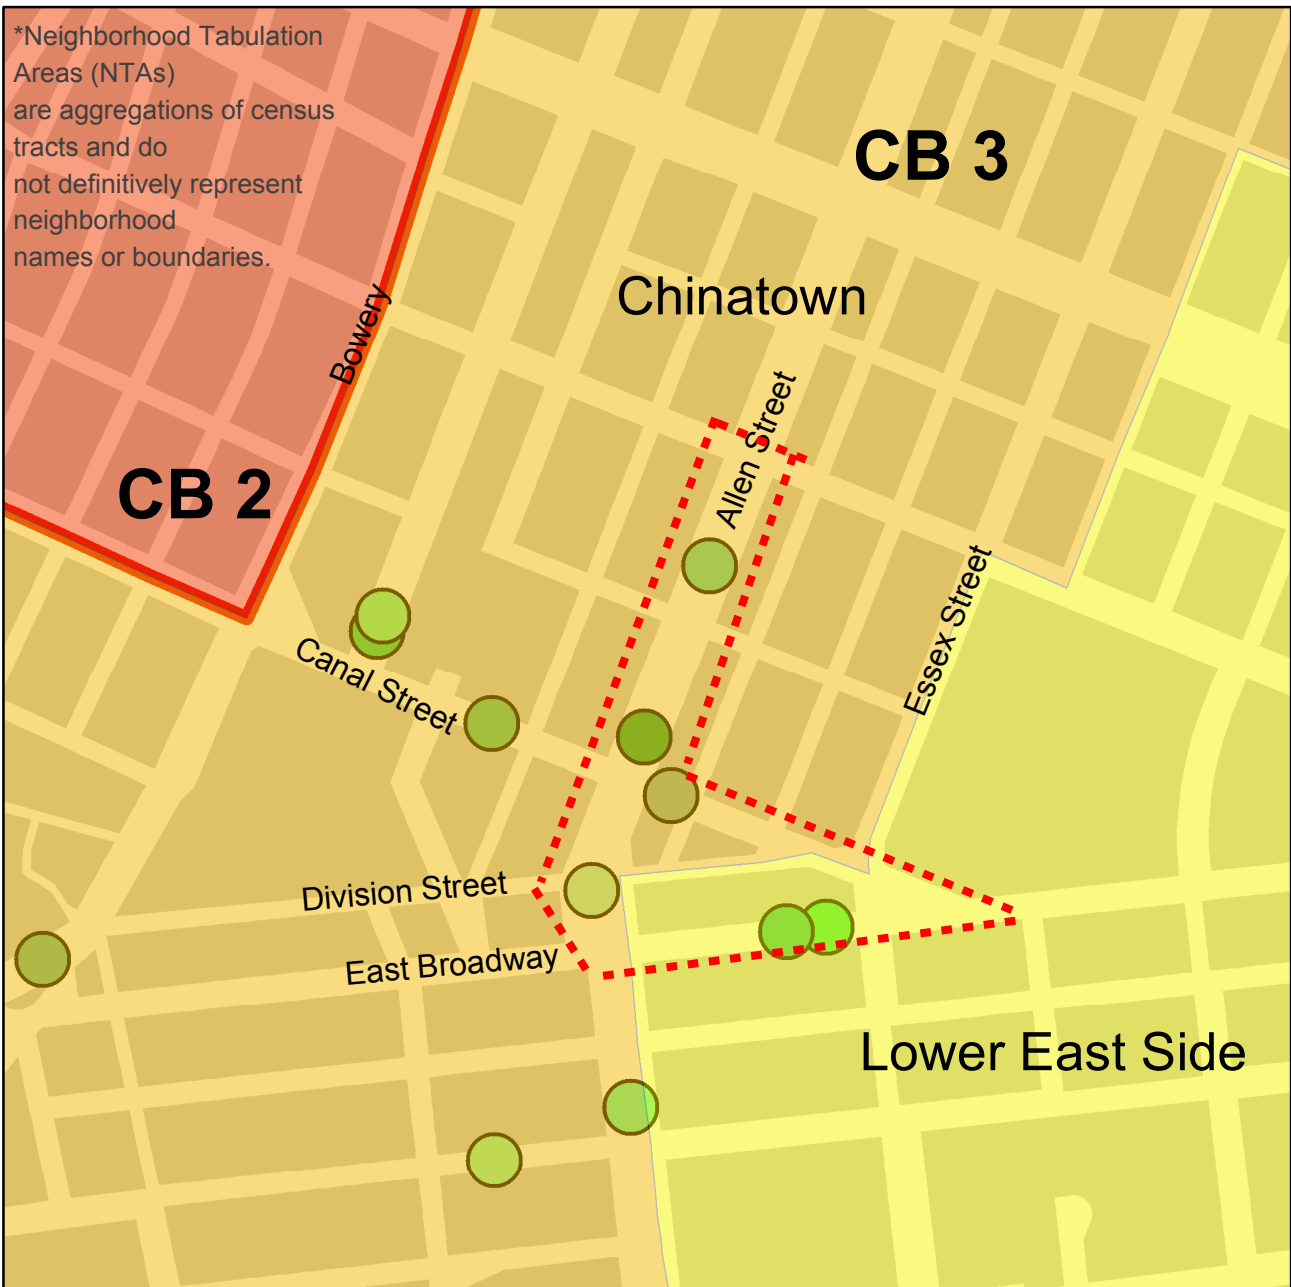 *Neighborhood Tabulation
Areas (NTAs)
are aggregations of census
tracts and do
not definitively represent
neighborhood
names or boundaries.
CB 3
Chinatown
Bowery
Allen Street
CB 2
Essex Street
Canal Street
Division Street
East Broadway
Lower East Side